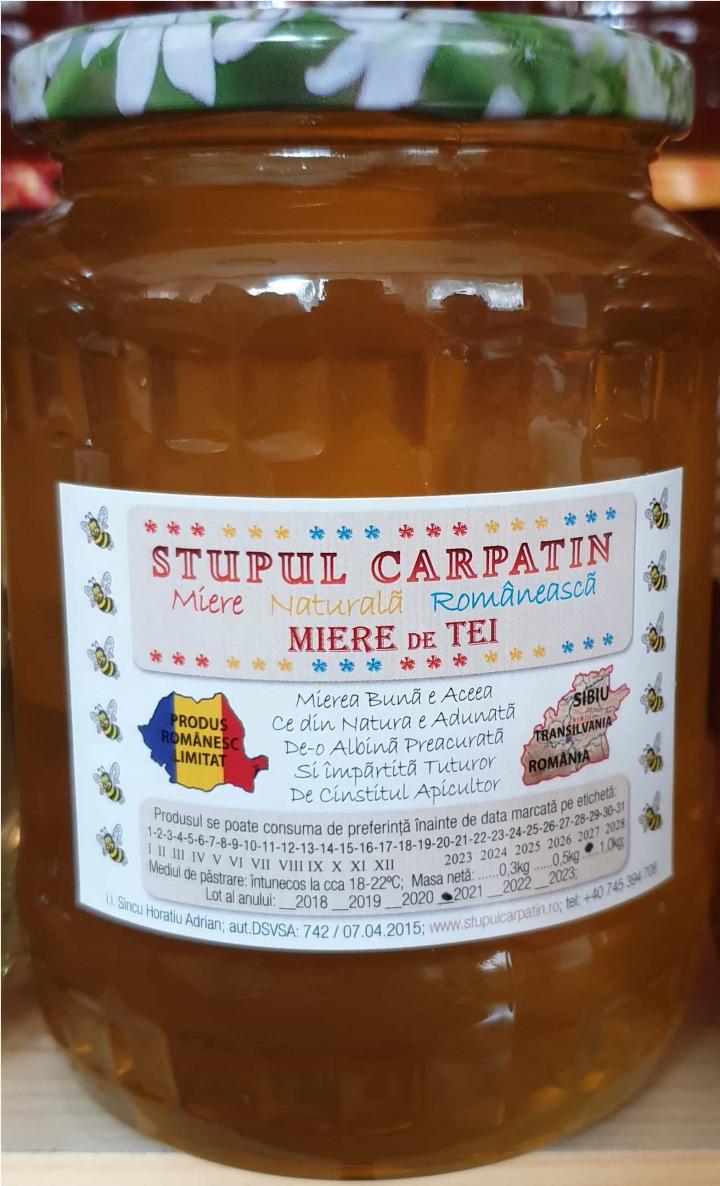 STUPUL CARPATIN
Miere Naturală Românească
MIERE DE TEI
PRODUS
ROMÂNESC
LIMITAT
Mierea Bună e Aceea
Ce din Natura e Adunată
De-o Albină Preacurată
Si împărtită Tuturor
De Cinstitul Apicultor
SIBIU
TRANSILVANIA
ROMÂNIA
Produsul se poate consuma de preferință înainte de data marcată pe etichetă:
1-2-3-4-5-6-7-8-9-10-11-12-13-14-15-16-17-18-19-20-21-22-23-24-25-26-27-28-29-30-31
I II III IV V VI VII VIII IX X XI XII 2023 2024 2025 2026 2027 2028
Mediul de păstrare: întunecos la cca 18-22ºC; Masa netă: ......0,3kg ......0,5kg ...1,0kg;
Lot al anului: __2018 __2019 __2020 __2021 __2022 __2023;
I.I. Sincu Horatiu Adrian; aut.DSVSA: 742 / 07.04.2015; www.stupulcarpatin.ro; tel: +40 745 394 708